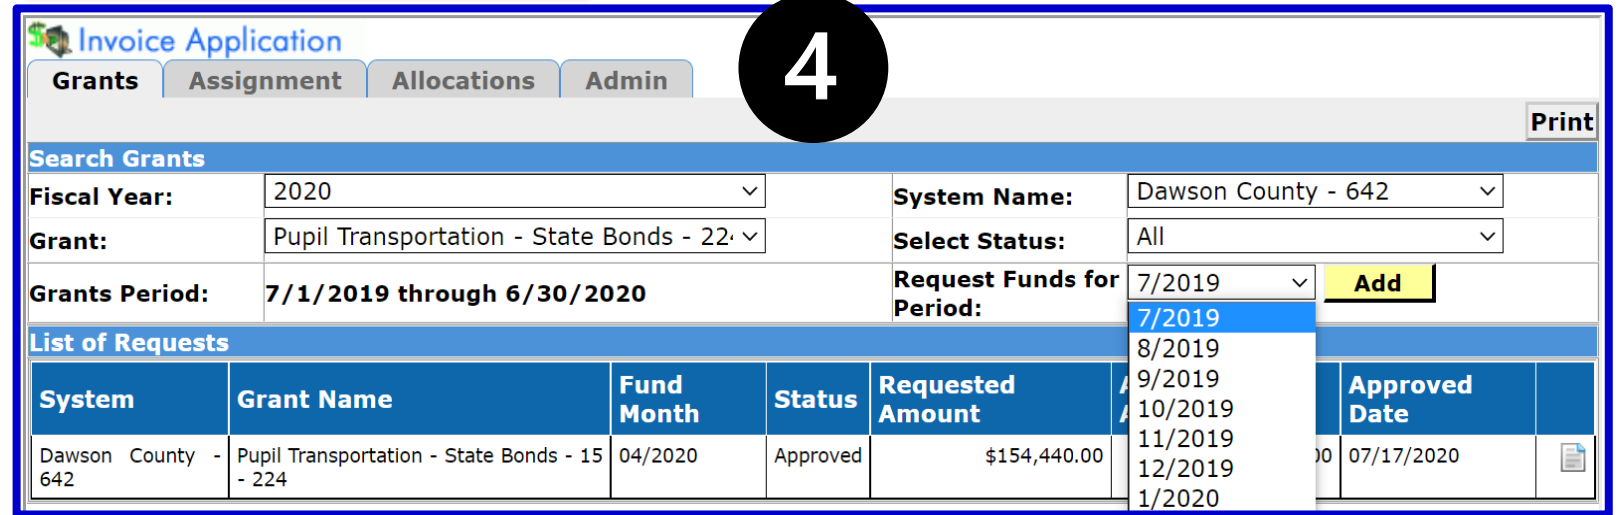 Invoice Application
4
Grants Assignment Allocations Admin
Print
Search Grants
Fiscal Year: 2020 System Name: Dawson County - 642
Grant: Pupil Transportation - State Bonds - 22 Select Status: All
Grants Period: 7/1/2019 through 6/30/2020 Request Funds for Period: 7/2019 Add
7/2019
8/2019
9/2019
10/2019
11/2019
12/2019
1/2020
List of Requests
System Grant Name Fund Month Status Requested Amount A A Approved Date
Dawson County - 642 Pupil Transportation - State Bonds - 15 - 224 04/2020 Approved $154,440.00 00 07/17/2020